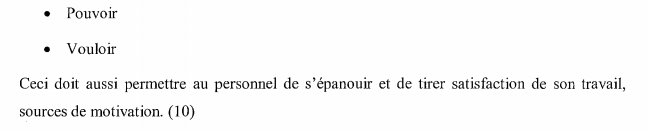 • Pouvoir
• Vouloir
Ceci doit aussi permettre au personnel de s'épanouir et de tirer satisfaction de son travail,
sources de motivation. (10)